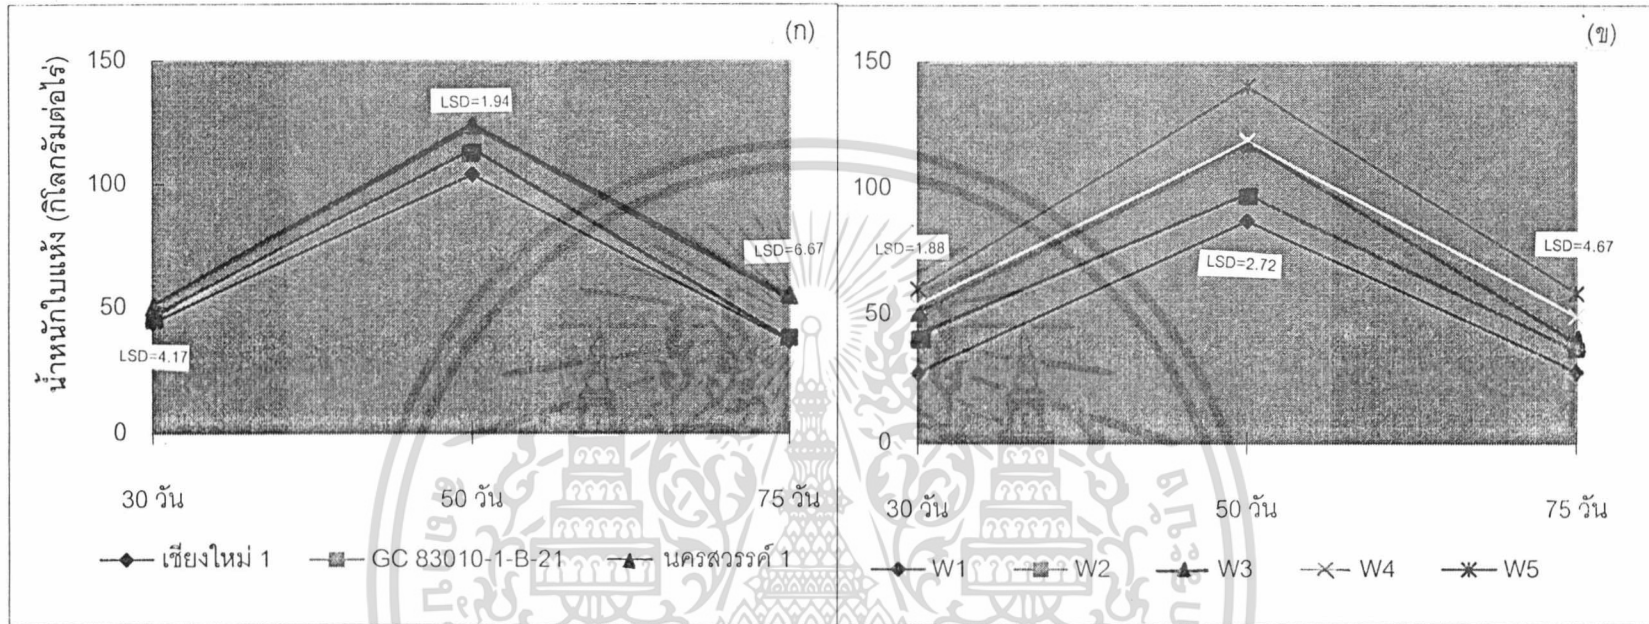 (ก)
น้ำหนักใบแห้ง (กิโลกรัมต่อไร่)
150
100
50
0
LSD=1.94
LSD=6.67
LSD=4.17
30 วัน
50 วัน
75 วัน
เชียงใหม่ 1
GC 83010-1-B-21
นครสวรรค์ 1
(ข)
150
100
50
0
LSD=1.88
LSD=4.67
LSD=2.72
30 วัน
50 วัน
75 วัน
W1
W2
W3
W4
W5